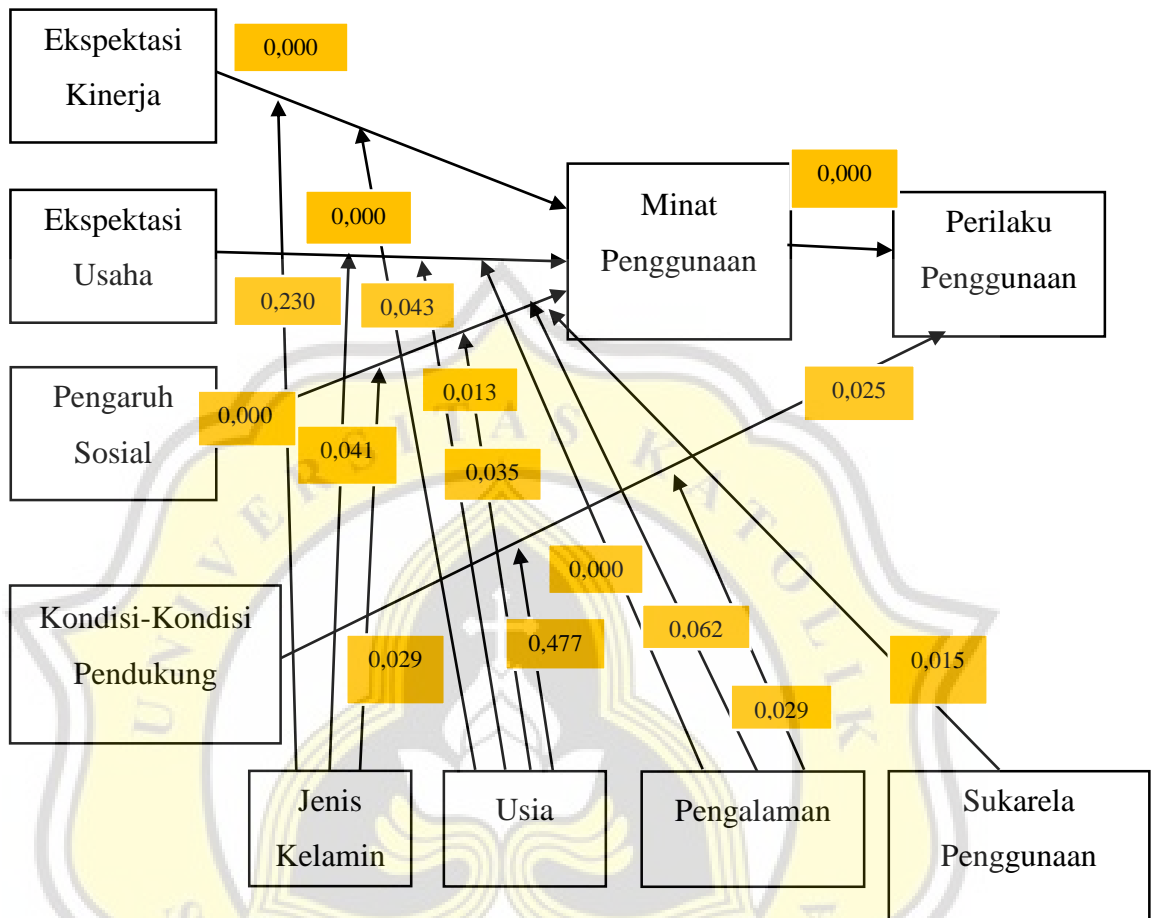 Ekspektasi
Kinerja
0,000
Minat
Penggunaan
0,000
Perilaku
Penggunaan
Ekspektasi
Usaha
0,000
0,230
0,043
Pengaruh
Sosial
0,000
0,041
0,013
0,035
0,025
UNIVERSITAS KATOLIK
Kondisi-Kondisi
Pendukung
0,029
0,000
0,477
0,062
0,029
0,015
Jenis
Kelamin
Usia
Pengalaman
Sukarela
Penggunaan